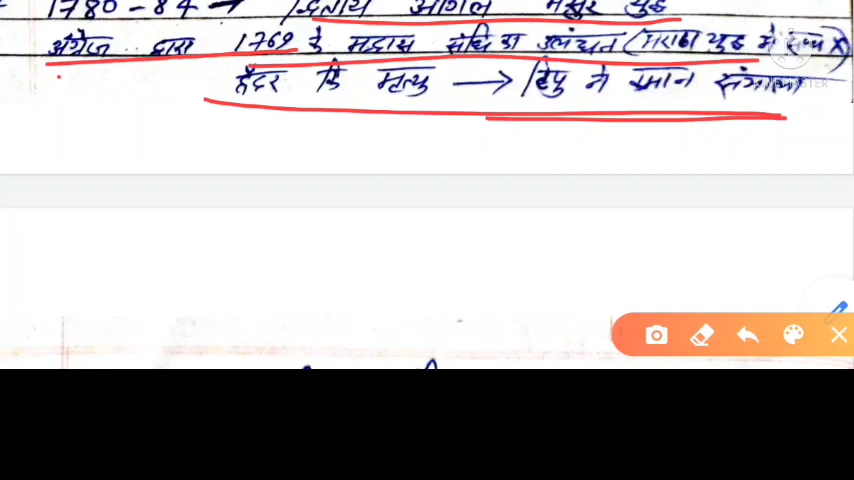 1780-84 → द्वितीय आंग्ल मैसूर युद्ध
अंग्रेज द्वारा 1769 के मद्रास संधि का उलंघन (मराठा युद्ध मे
हैदर कि मृत्यु → टिपु ने कमान संभाला